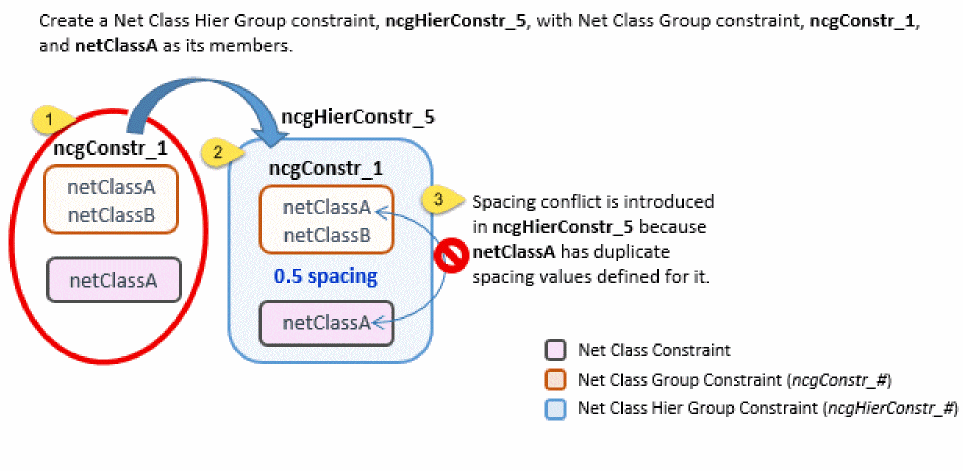 Create a Net Class Hier Group constraint, ncgHierConstr_5, with Net Class Group constraint, ncgConstr_1,
and netClassA as its members.
1
ncgConstr_1
netClassA
netClassB
netClassA
ncgHierConstr_5
2
ncgConstr_1
netClassA
netClassB
0.5 spacing
netClassA
3
Spacing conflict is introduced
in ncgHierConstr_5 because
netClassA has duplicate
spacing values defined for it.
Net Class Constraint
Net Class Group Constraint (ncgConstr_#)
Net Class Hier Group Constraint (ncgHierConstr_#)